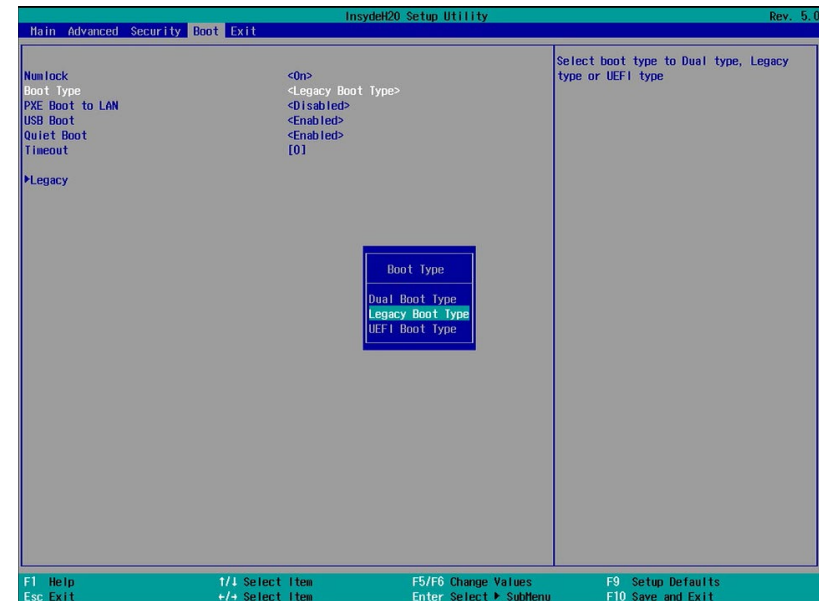 InsydeH20 Setup Utility Rev. 5.0
Main Advanced Security Boot Exit
Select boot type to Dual type, Legacy
type or UEFI type
Numlock <On>
Boot Type <Legacy Boot Type>
PXE Boot to LAN <Disabled>
USB Boot <Enabled>
Quiet Boot <Enabled>
Timeout [0]
▶Legacy
Boot Type
Dual Boot Type
Legacy Boot Type
UEFI Boot Type
F1 Help ↑/↓ Select Item F5/F6 Change Values F9 Setup Defaults
Esc Exit ←/→ Select Item Enter Select ▶ SubMenu F10 Save and Exit